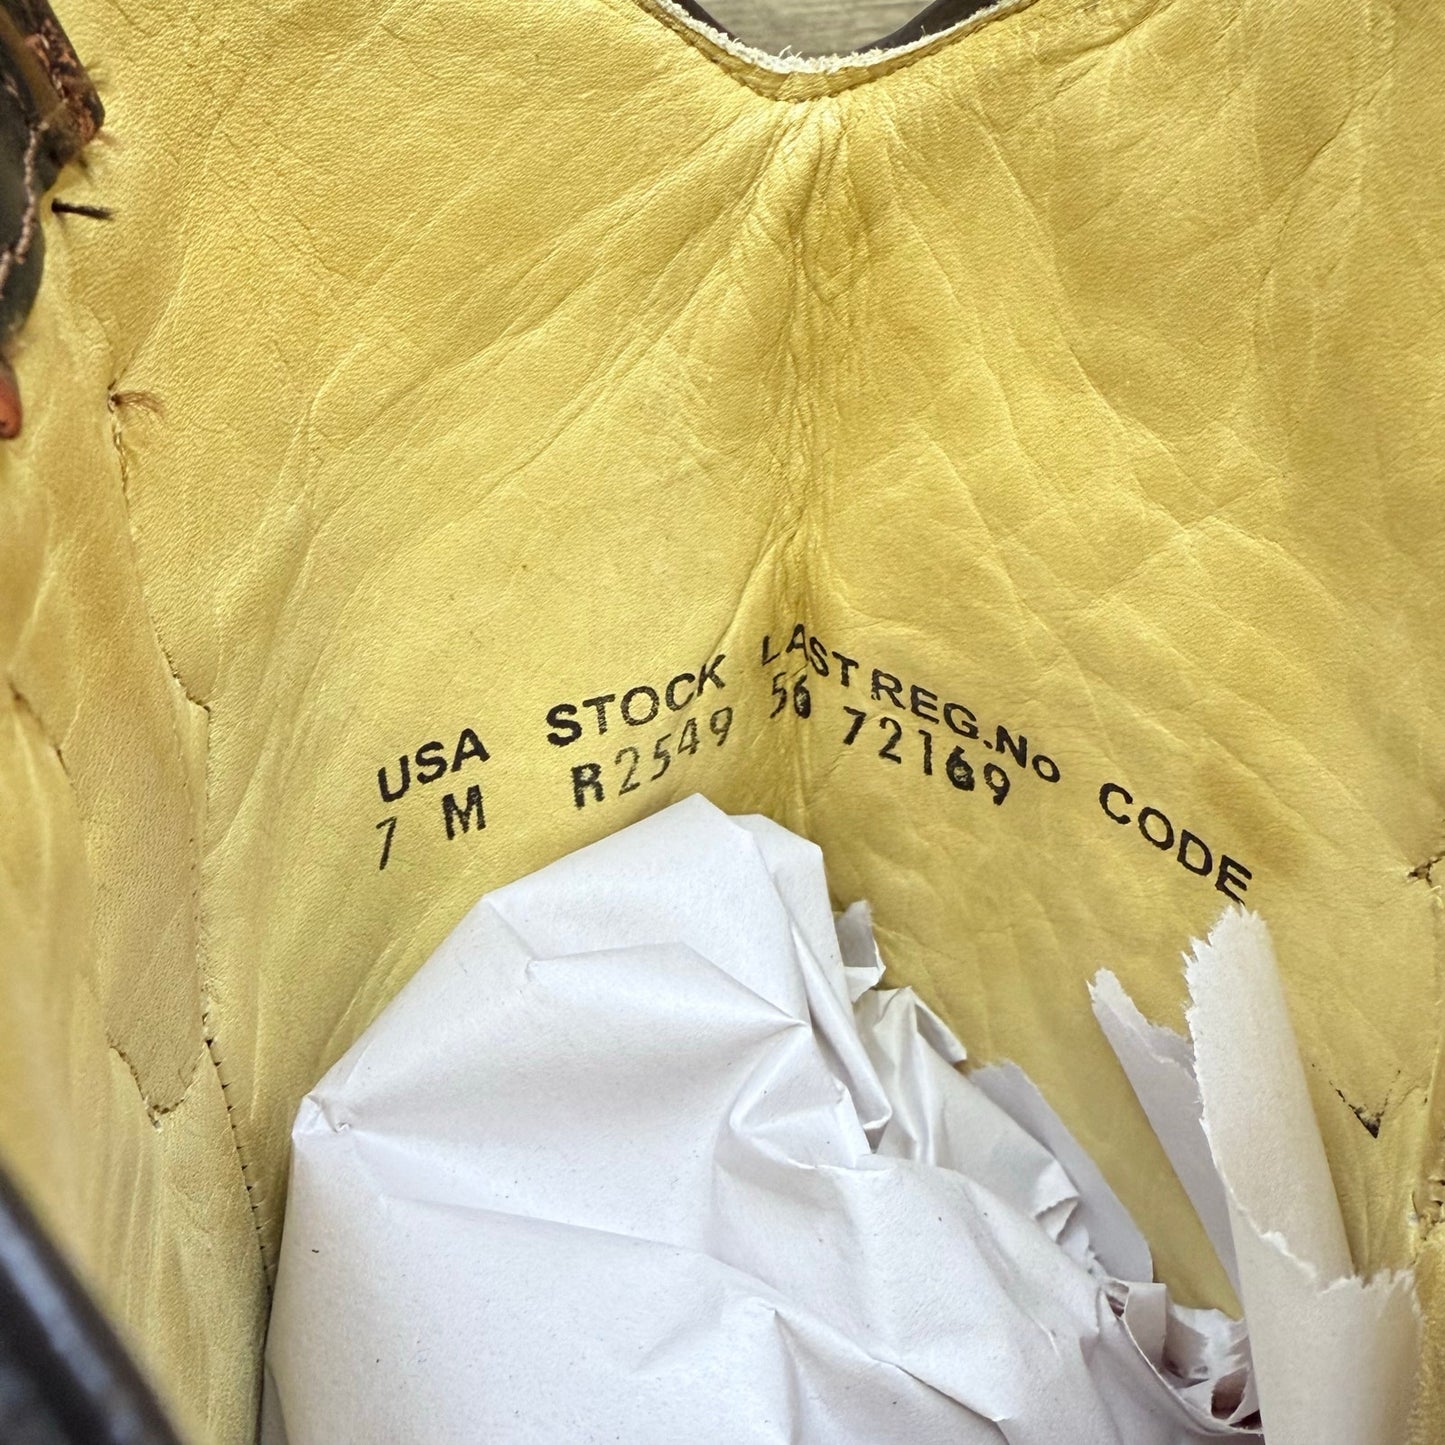 USA STOCK LAST REG.No CODE
7 M R2549 56 72169